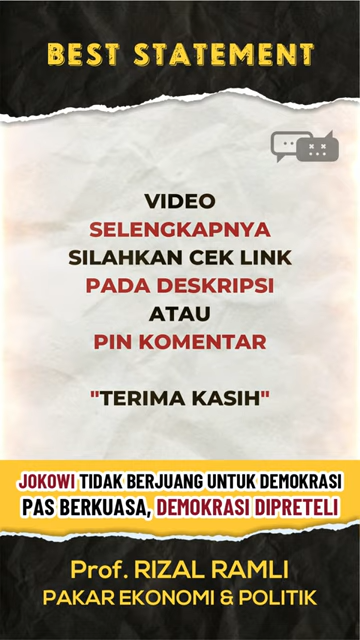 BEST STATEMENT
VIDEO
SELENGKAPNYA
SILAHKAN CEK LINK
PADA DESKRIPSI
ATAU
PIN KOMENTAR
"TERIMA KASIH"
JOKOWI TIDAK BERJUANG UNTUK DEMOKRASI
PAS BERKUASA, DEMOKRASI DIPRETELI
Prof. RIZAL RAMLI
PAKAR EKONOMI & POLITIK